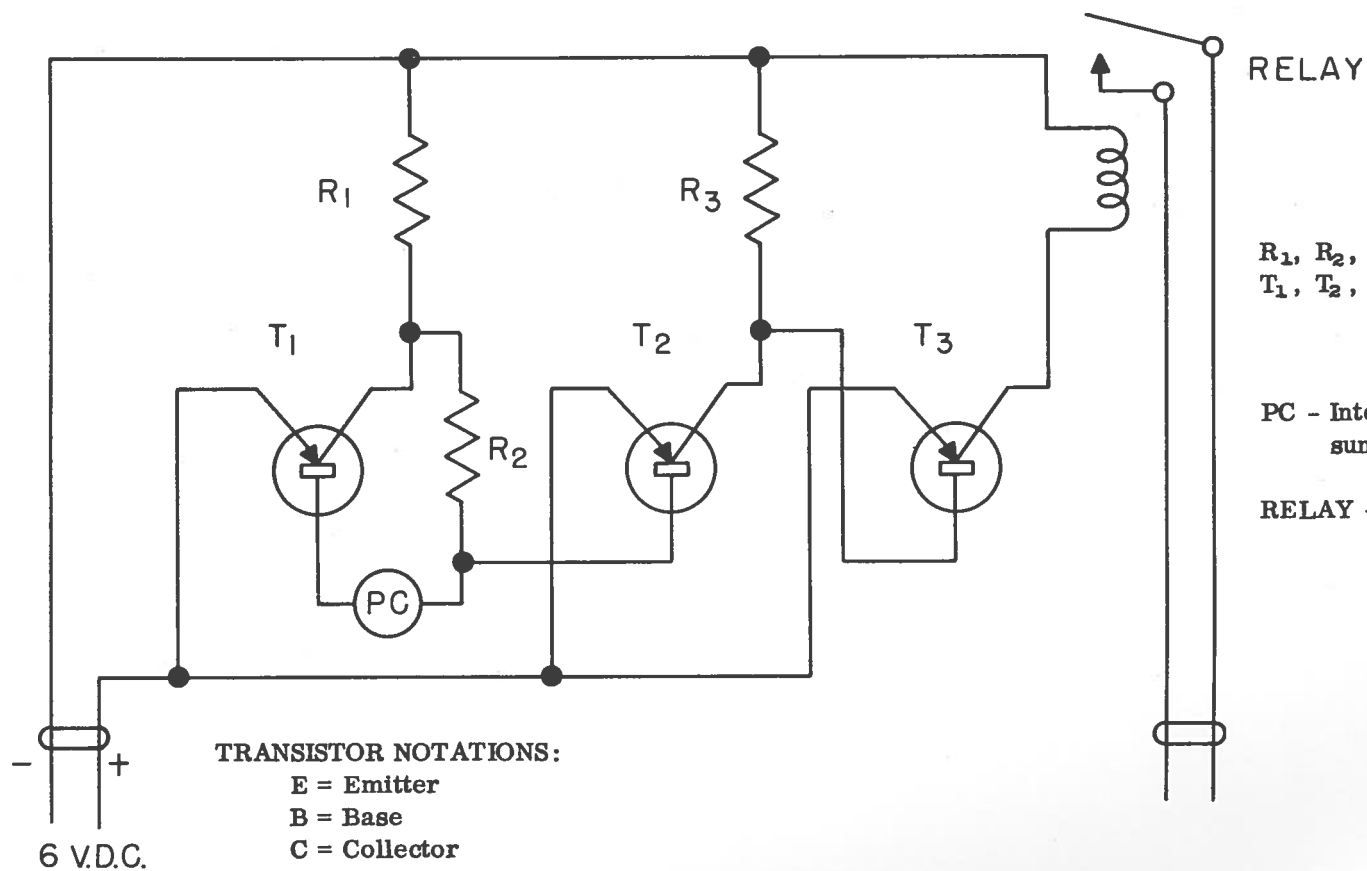 RELAY
R1
R3
R1, R2,
T1, T2,
T1
T2
T3
R2
PC
PC - Inte
sun
RELAY -
- +
6 V.D.C.
TRANSISTOR NOTATIONS:
E = Emitter
B = Base
C = Collector